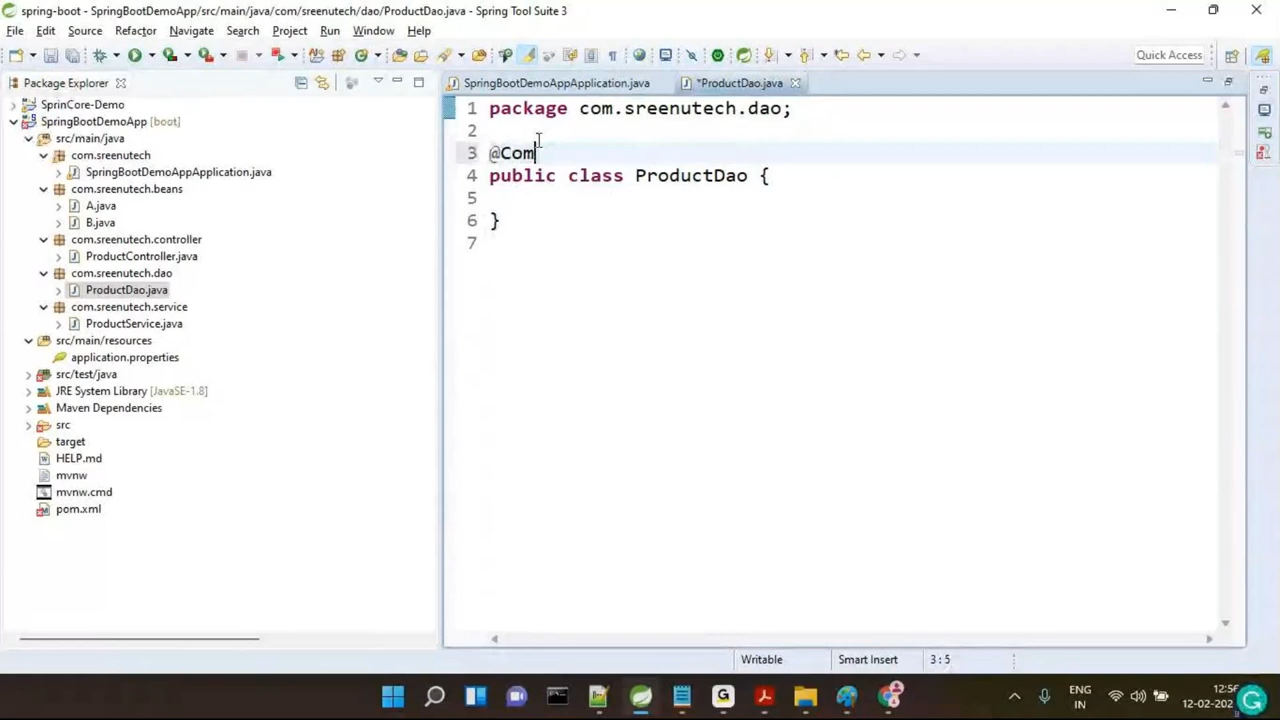 spring-boot - SpringBootDemoApp/src/main/java/com/sreenutech/dao/ProductDao.java - Spring Tool Suite 3
File Edit Source Refactor Navigate Search Project Run Window Help
Quick Access
Package Explorer
SprinCore-Demo
SpringBootDemoApp [boot]
src/main/java
com.sreenutech
SpringBootDemoAppApplication.java
com.sreenutech.beans
A.java
B.java
com.sreenutech.controller
ProductController.java
com.sreenutech.dao
ProductDao.java
com.sreenutech.service
ProductService.java
src/main/resources
application.properties
src/test/java
JRE System Library [JavaSE-1.8]
Maven Dependencies
src
target
HELP.md
mvnw
mvnw.cmd
pom.xml
SpringBootDemoAppApplication.java *ProductDao.java
1 package com.sreenutech.dao;
2
3 @Com
4 public class ProductDao {
5
6 }
7
Writable Smart Insert 3 : 5
ENG
IN
12-02-202